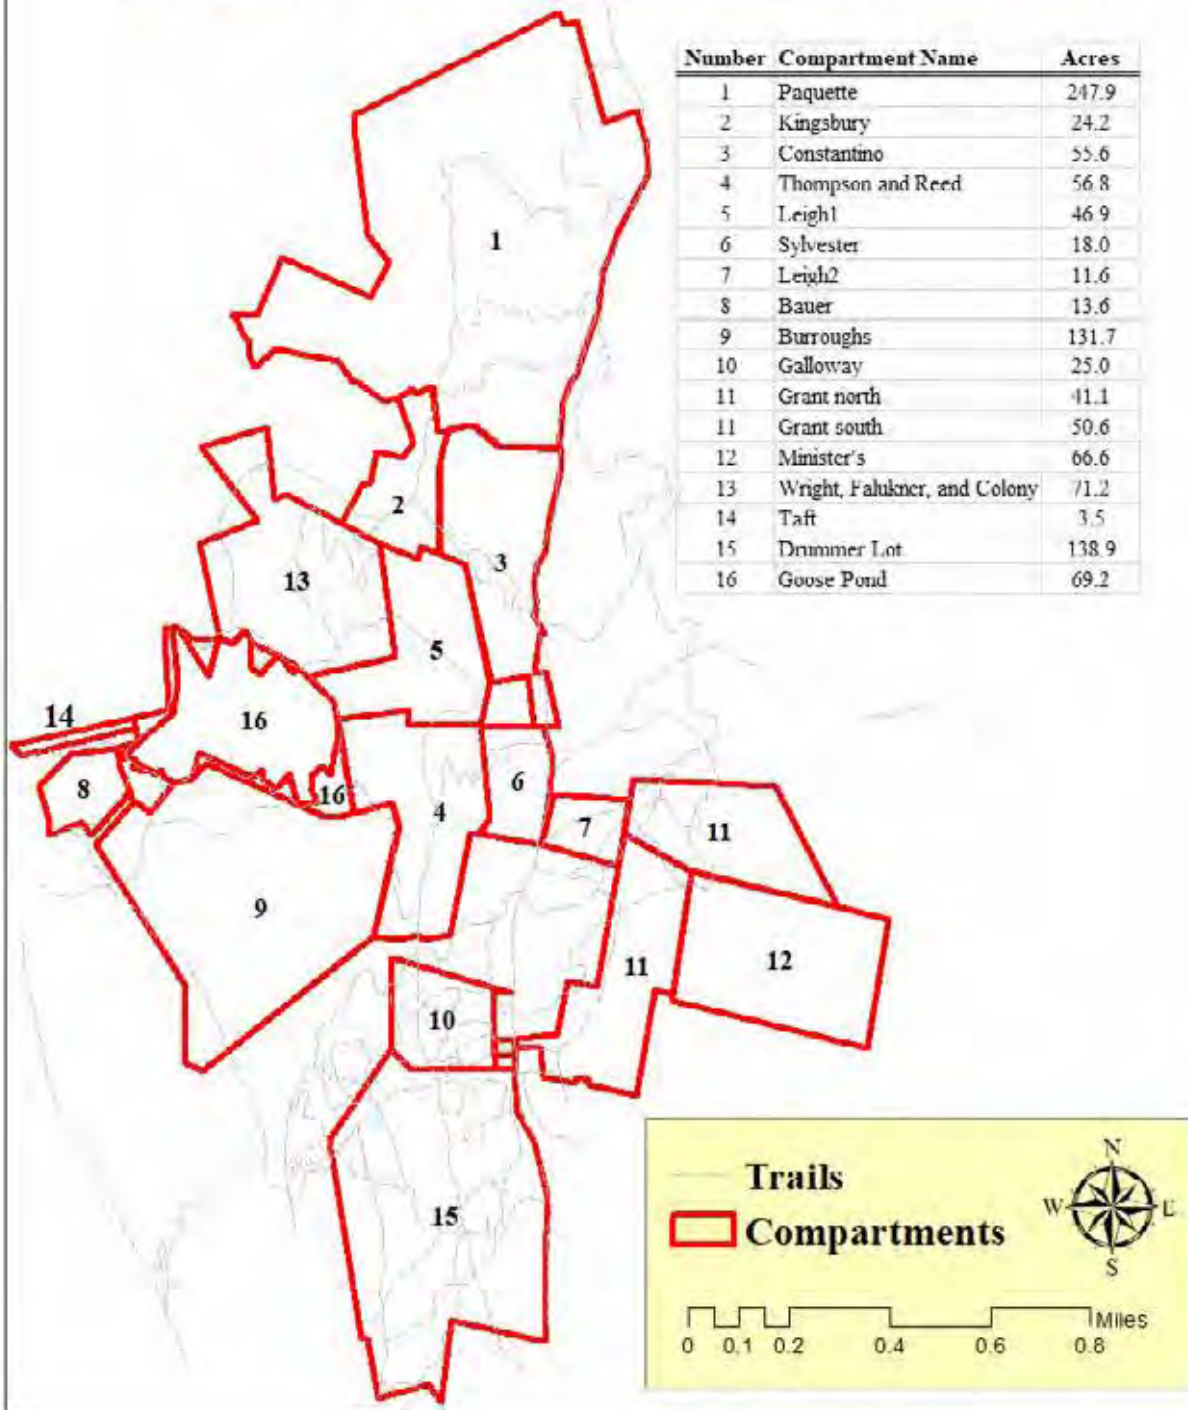 Number Compartment Name Acres
1 Paquette 247.9
2 Kingsbury 24.2
3 Constantino 55.6
4 Thompson and Reed 56.8
5 Leigh1 46.9
6 Sylvester 18.0
7 Leigh2 11.6
8 Bauer 13.6
9 Burroughs 131.7
10 Galloway 25.0
11 Grant north 41.1
11 Grant south 50.6
12 Minister's 66.6
13 Wright, Falukner, and Colony 71.2
14 Taft 3.5
15 Drummer Lot 138.9
16 Goose Pond 69.2
1
2
3
13
5
14
16
8
16
4
6
7
11
9
11
12
10
15
Trails
Compartments
N
W E
S
Miles
0 0.1 0.2 0.4 0.6 0.8